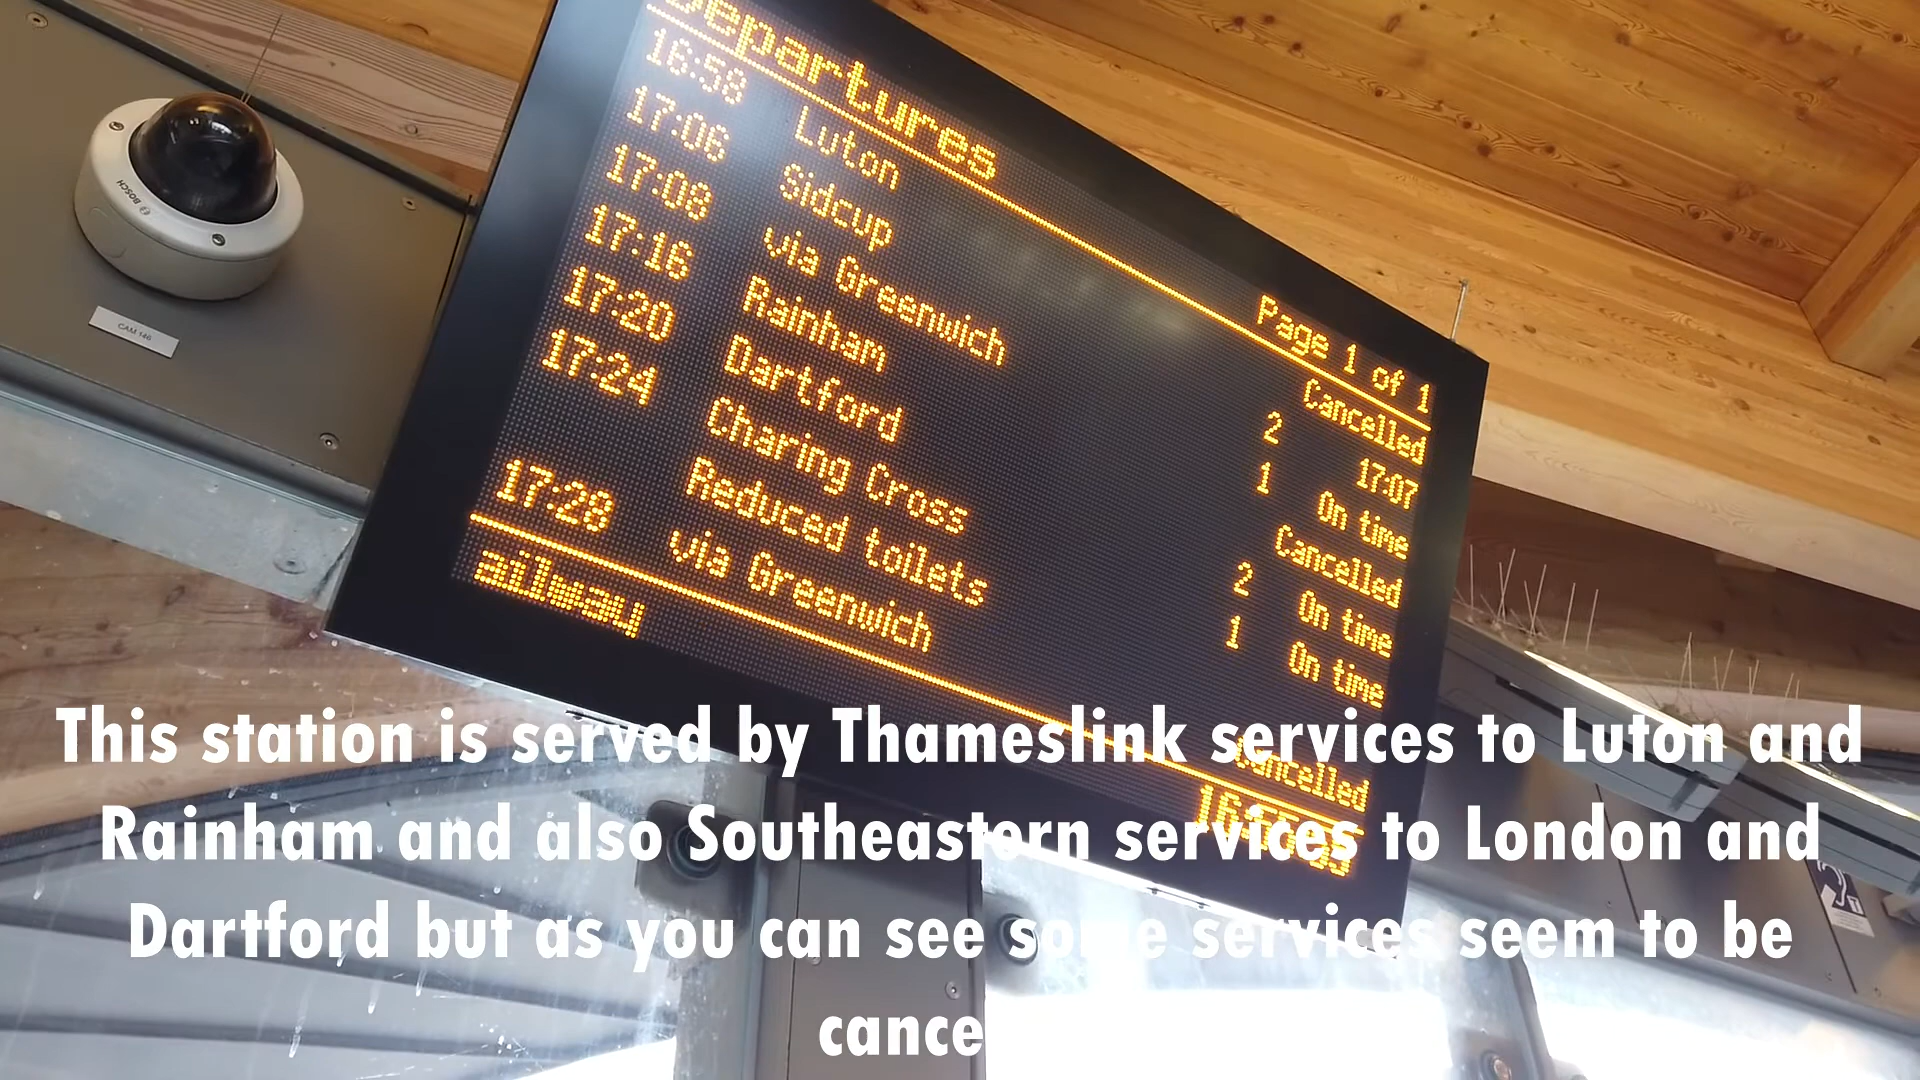 Departures
Page 1 of 1
16:58 Luton Cancelled
17:06 Sidcup 2 17:07
17:08 via Greenwich 1 On time
17:16 Rainham Cancelled
17:20 Dartford 2 On time
17:24 Charing Cross 1 On time
Reduced toilets
17:28 via Greenwich Cancelled
ailway
BOSCH
CAM 146
This station is served by Thameslink services to Luton and
Rainham and also Southeastern services to London and
Dartford but as you can see some services seem to be
cance